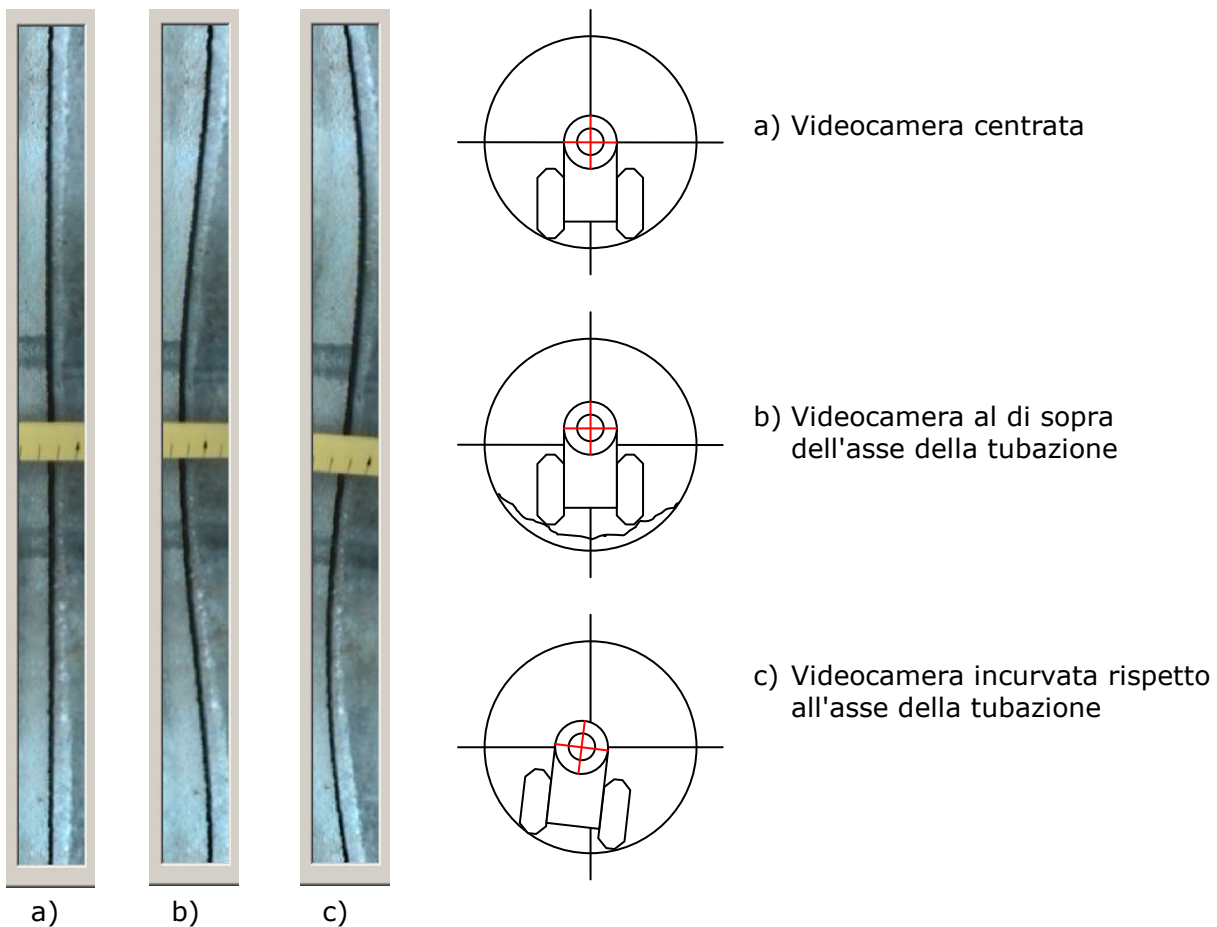 a) Videocamera centrata
b) Videocamera al di sopra
dell'asse della tubazione
c) Videocamera incurvata rispetto
all'asse della tubazione
a)
b)
c)